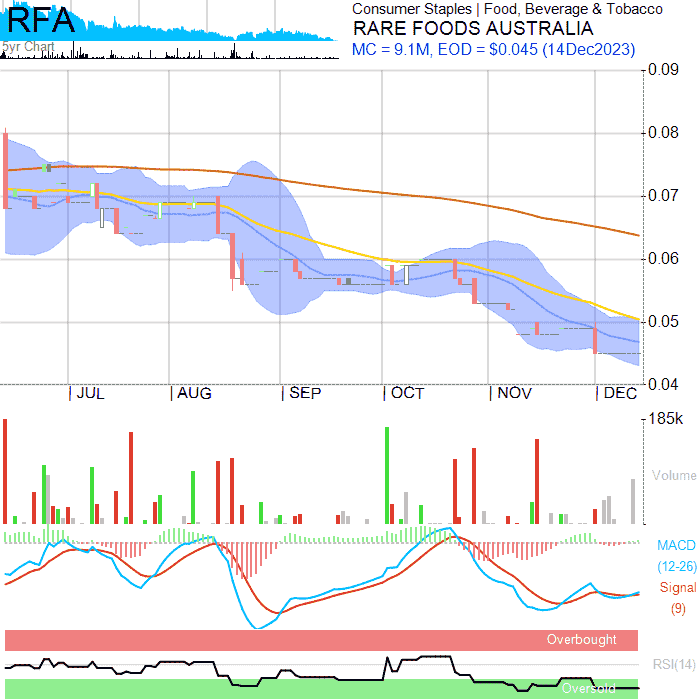 RFA
5yr Chart
Consumer Staples | Food, Beverage & Tobacco
RARE FOODS AUSTRALIA
MC = 9.1M, EOD = $0.045 (14Dec2023)
0.09
0.08
0.07
0.06
0.05
0.04
| JUL | AUG | SEP | OCT | NOV | DEC
185k
Volume
MACD
(12-26)
Signal
(9)
Overbought
RSI(14)
Oversold